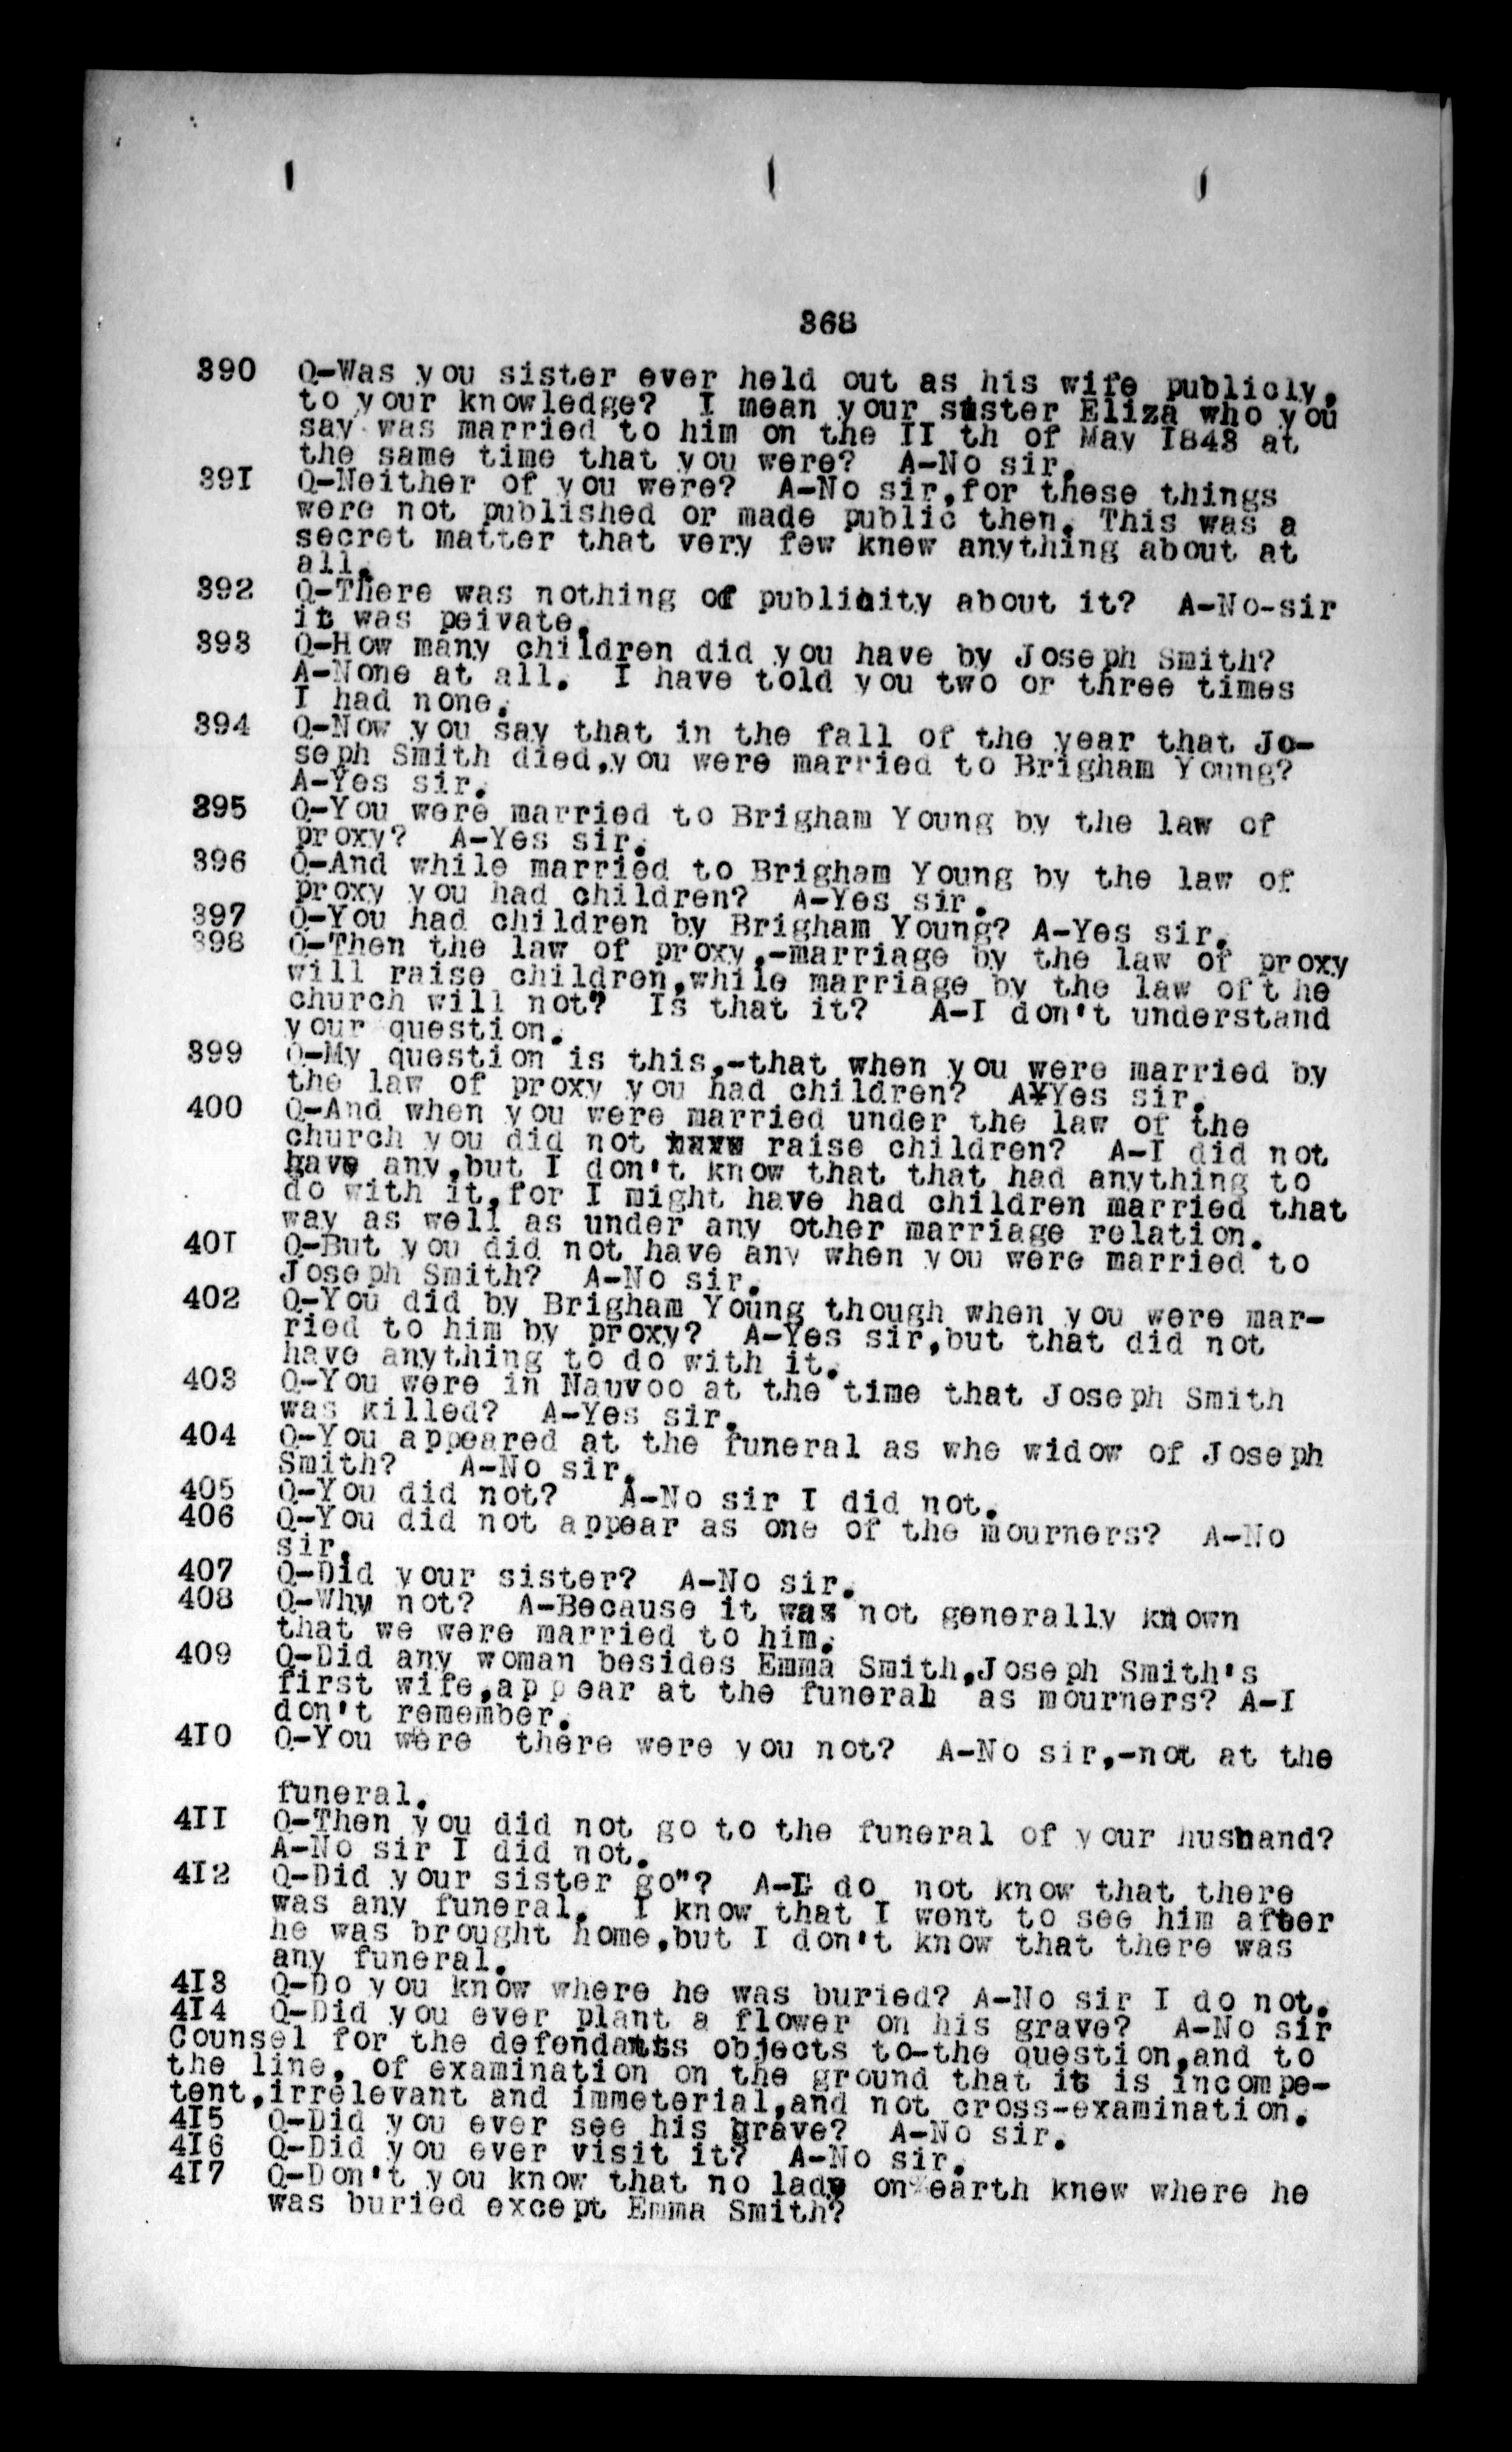 368
390 Q-Was you sister ever held out as his wife publicly,
to your knowledge? I mean your sister Eliza who you
say was married to him on the II th of May I843 at
the same time that you were? A-No sir.
39I Q-Neither of you were? A-No sir,for these things
were not published or made public then. This was a
secret matter that very few knew anything about at
all.
392 Q-There was nothing of publicity about it? A-No-sir
it was peivate.
393 Q-How many children did you have by Joseph Smith?
A-None at all. I have told you two or three times
I had none.
394 Q-Now you say that in the fall of the year that Jo-
seph Smith died,you were married to Brigham Young?
A-Yes sir.
395 Q-You were married to Brigham Young by the law of
proxy? A-Yes sir.
396 Q-And while married to Brigham Young by the law of
proxy you had children? A-Yes sir.
397 Q-You had children by Brigham Young? A-Yes sir.
398 Q-Then the law of proxy,-marriage by the law of proxy
will raise children,while marriage by the law oft he
church will not? Is that it? A-I don't understand
your question.
399 Q-My question is this,-that when you were married by
the law of proxy you had children? A-Yes sir.
400 Q-And when you were married under the law of the
church you did not raise children? A-I did not
have any,but I don't know that that had anything to
do with it,for I might have had children married that
way as well as under any other marriage relation.
40I Q-But you did not have any when you were married to
Joseph Smith? A-No sir.
402 Q-You did by Brigham Young though when you were mar-
ried to him by proxy? A-Yes sir,but that did not
have anything to do with it.
403 Q-You were in Nauvoo at the time that Joseph Smith
was killed? A-Yes sir.
404 Q-You appeared at the funeral as whe widow of Joseph
Smith? A-No sir.
405 Q-You did not? A-No sir I did not.
406 Q-You did not appear as one of the mourners? A-No
sir.
407 Q-Did your sister? A-No sir.
408 Q-Why not? A-Because it was not generally known
that we were married to him.
409 Q-Did any woman besides Emma Smith,Joseph Smith's
first wife,appear at the funeral as mourners? A-I
don't remember.
4I0 Q-You were there were you not? A-No sir,-not at the
funeral.
4II Q-Then you did not go to the funeral of your husband?
A-No sir I did not.
4I2 Q-Did your sister go"? A-I do not know that there
was any funeral. I know that I went to see him after
he was brought home,but I don't know that there was
any funeral.
4I3 Q-Do you know where he was buried? A-No sir I do not.
4I4 Q-Did you ever plant a flower on his grave? A-No sir
Counsel for the defendants objects to-the question,and to
the line, of examination on the ground that it is incompe-
tent,irrelevant and immeterial,and not cross-examination.
4I5 Q-Did you ever see his grave? A-No sir.
4I6 Q-Did you ever visit it? A-No sir.
4I7 Q-Don't you know that no lady on earth knew where he
was buried except Emma Smith?